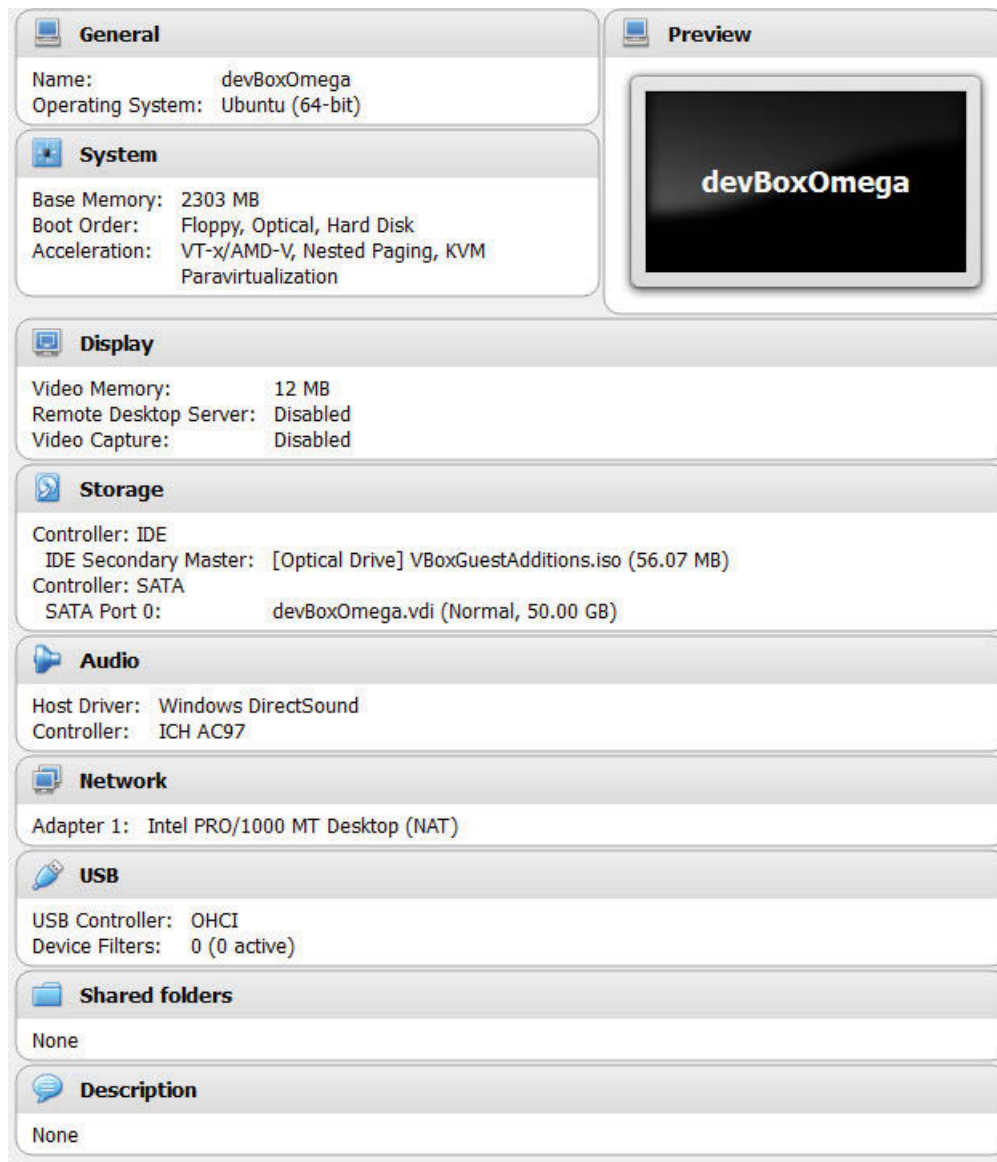 General
Name: devBoxOmega
Operating System: Ubuntu (64-bit)
System
Base Memory: 2303 MB
Boot Order: Floppy, Optical, Hard Disk
Acceleration: VT-x/AMD-V, Nested Paging, KVM
Paravirtualization
Preview
devBoxOmega
Display
Video Memory: 12 MB
Remote Desktop Server: Disabled
Video Capture: Disabled
Storage
Controller: IDE
IDE Secondary Master: [Optical Drive] VBoxGuestAdditions.iso (56.07 MB)
Controller: SATA
SATA Port 0: devBoxOmega.vdi (Normal, 50.00 GB)
Audio
Host Driver: Windows DirectSound
Controller: ICH AC97
Network
Adapter 1: Intel PRO/1000 MT Desktop (NAT)
USB
USB Controller: OHCI
Device Filters: 0 (0 active)
Shared folders
None
Description
None